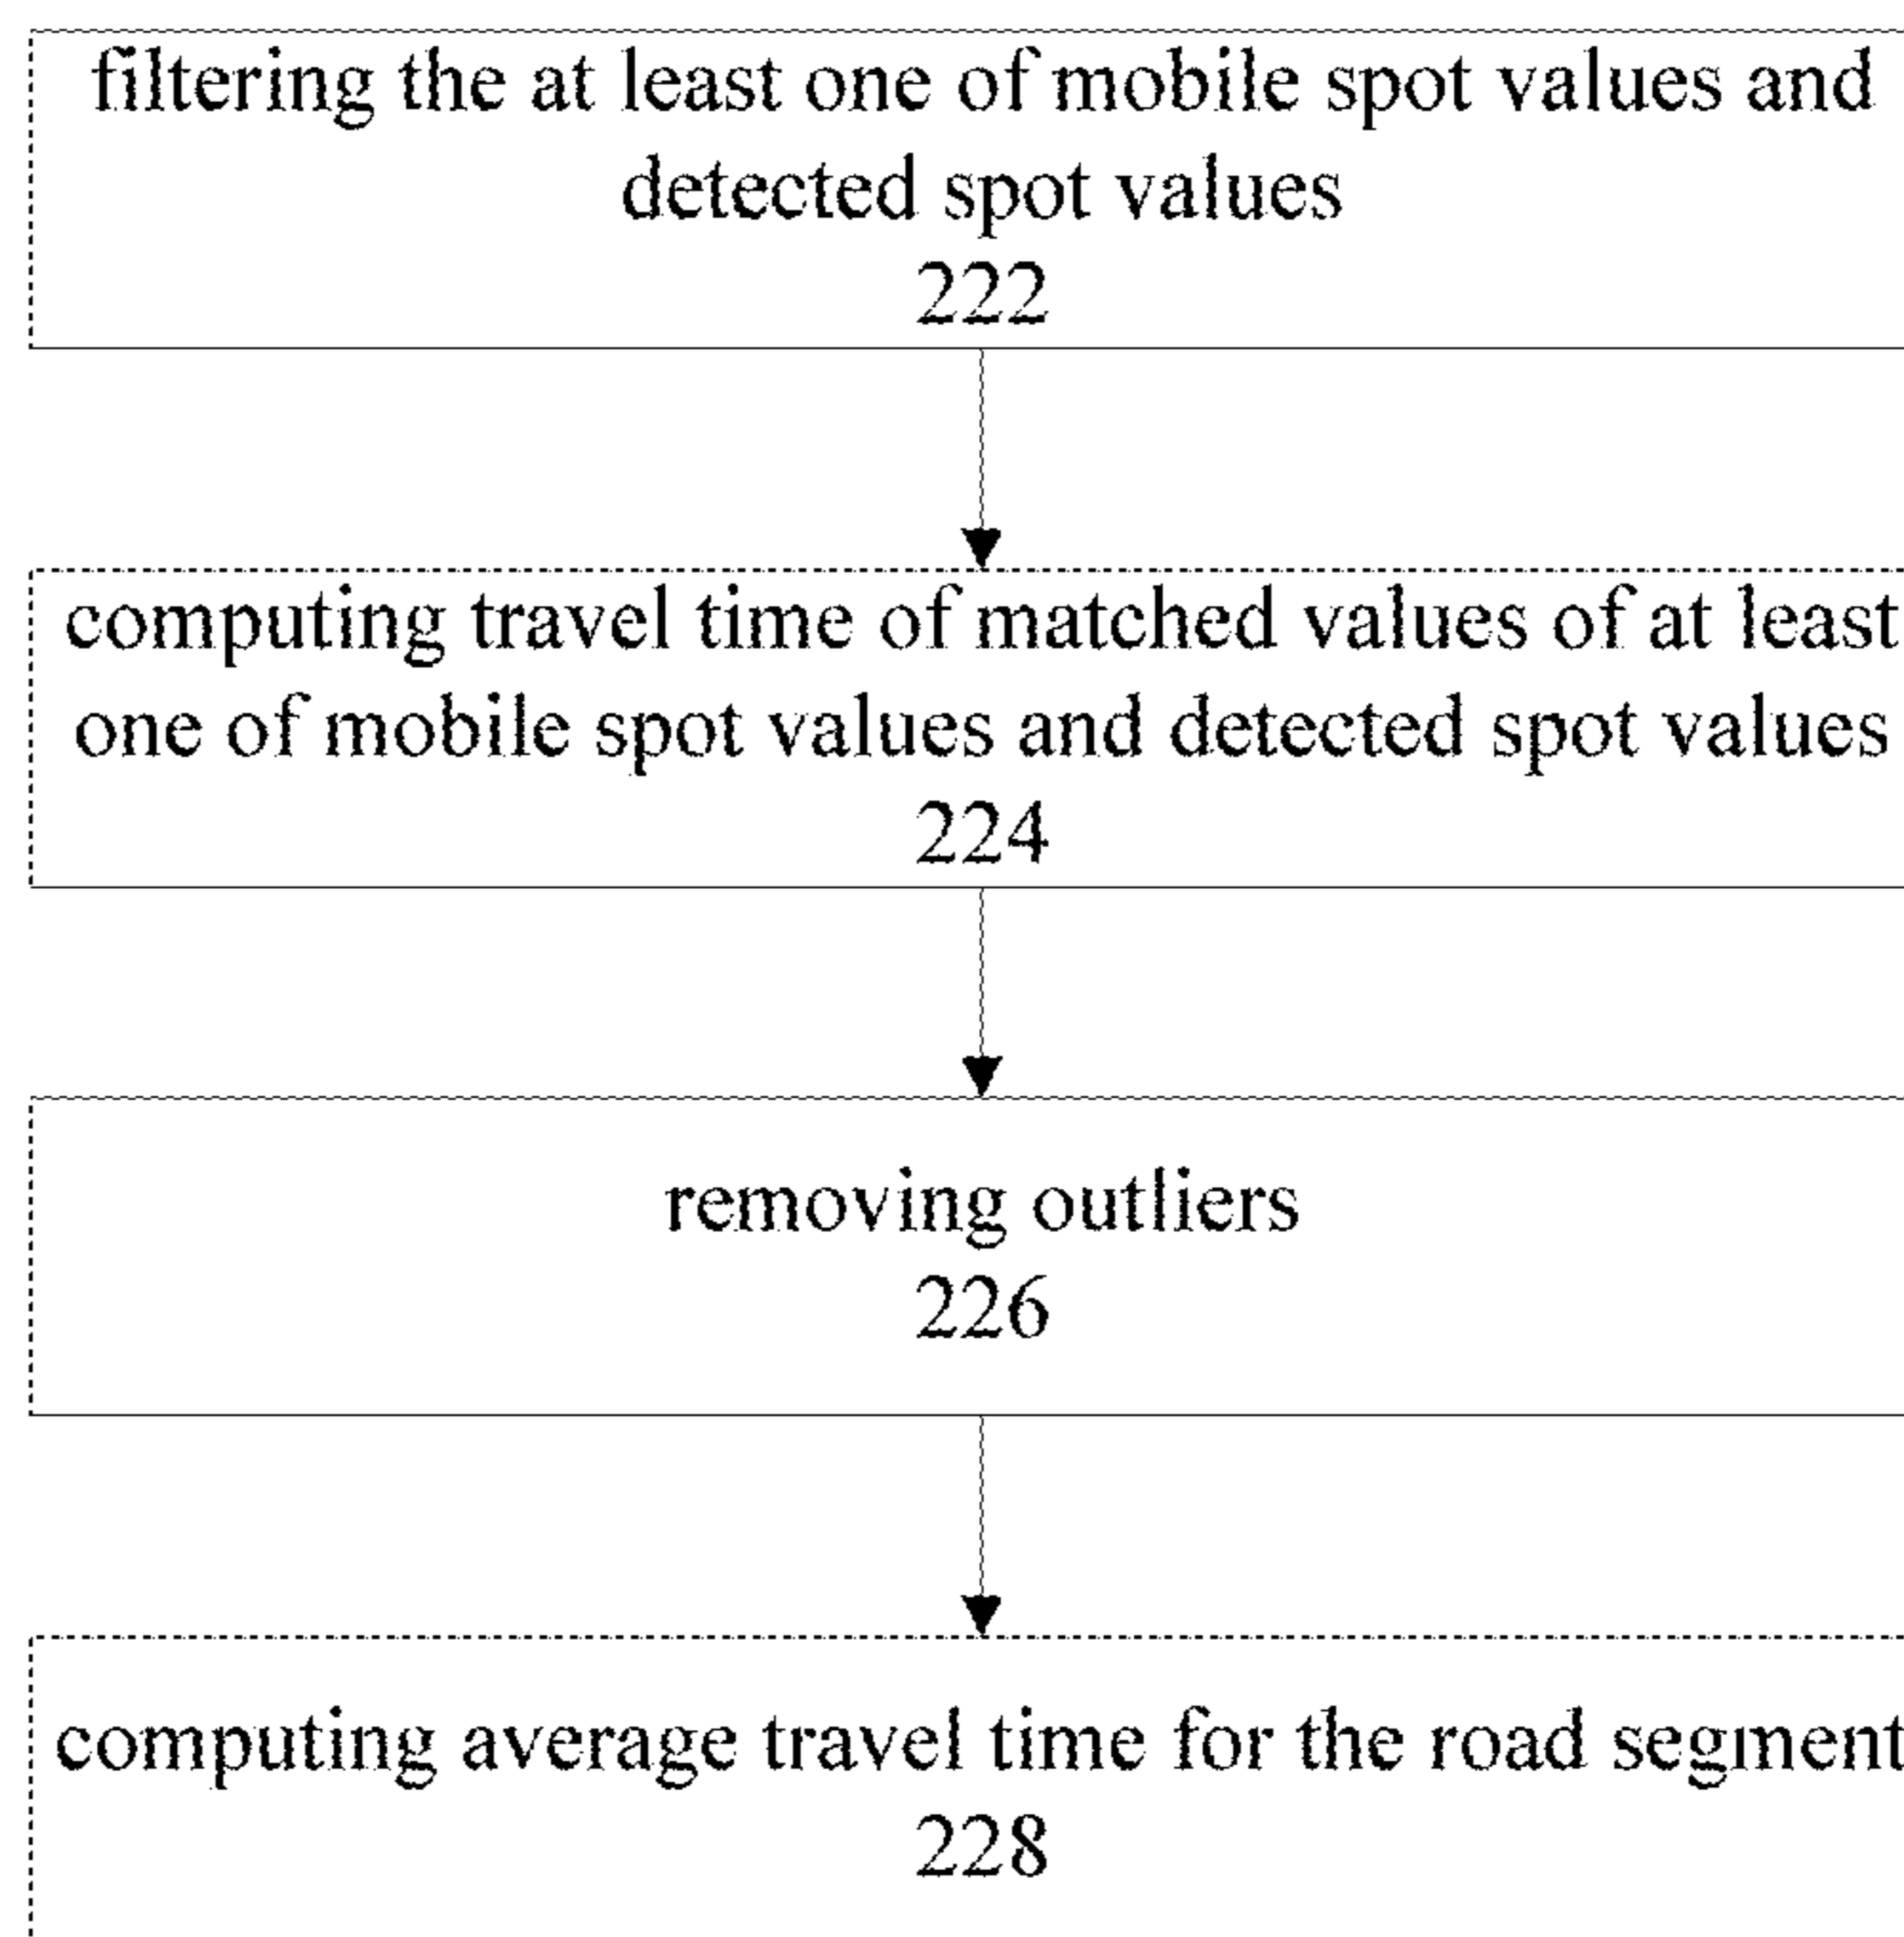 filtering the at least one of mobile spot values and
detected spot values
222
computing travel time of matched values of at least
one of mobile spot values and detected spot values
224
removing outliers
226
computing average travel time for the road segment
228